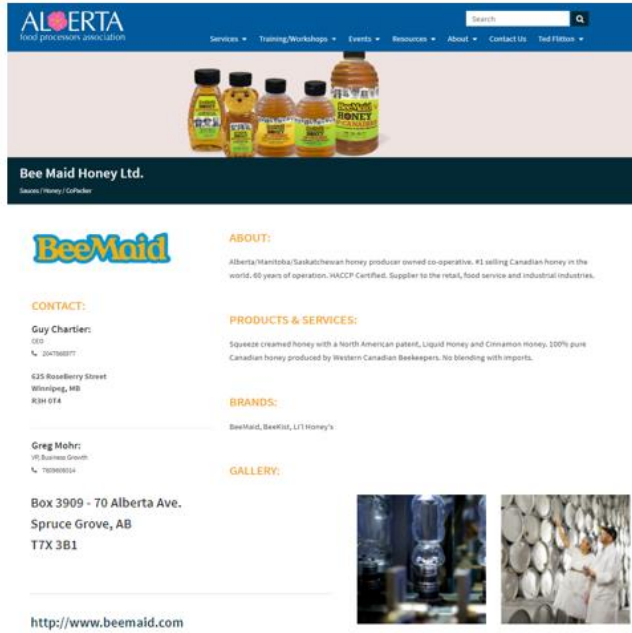 ALBERTA
food processors association
Search
Services
Training/Workshops
Events
Resources
About
Contact Us
Ted Flitton
BeeMaid
HONEY
Bee Maid Honey Ltd.
Sauces / Honey / CoPacker
BeeMaid
ABOUT:
Alberta/Manitoba/Saskatchewan honey producer owned co-operative. #1 selling Canadian honey in the
world. 60 years of operation. HACCP Certified. Supplier to the retail, food service and industrial industries.
CONTACT:
Guy Chartier:
CEO
625 RoseBerry Street
Winnipeg, MB
R3H 0T4
PRODUCTS & SERVICES:
Squeeze creamed honey with a North American patent, Liquid Honey and Cinnamon Honey. 100% pure
Canadian honey produced by Western Canadian Beekeepers. No blending with imports.
BRANDS:
BeeMaid, BeeKist, Li'l Honey's
Greg Mohr:
VP, Business Growth
GALLERY:
Box 3909 - 70 Alberta Ave.
Spruce Grove, AB
T7X 3B1
http://www.beemaid.com